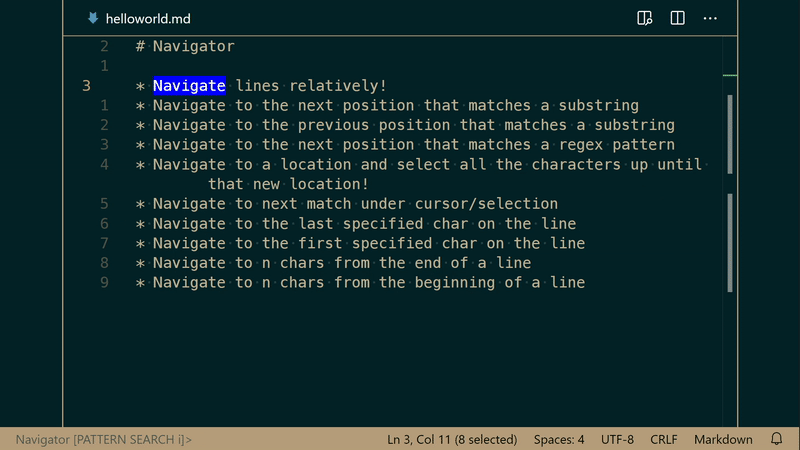 helloworld.md
2 # Navigator
1
3 * Navigate lines relatively!
1 * Navigate to the next position that matches a substring
2 * Navigate to the previous position that matches a substring
3 * Navigate to the next position that matches a regex pattern
4 * Navigate to a location and select all the characters up until
that new location!
5 * Navigate to next match under cursor/selection
6 * Navigate to the last specified char on the line
7 * Navigate to the first specified char on the line
8 * Navigate to n chars from the end of a line
9 * Navigate to n chars from the beginning of a line
Navigator [PATTERN SEARCH i]> Ln 3, Col 11 (8 selected) Spaces: 4 UTF-8 CRLF Markdown